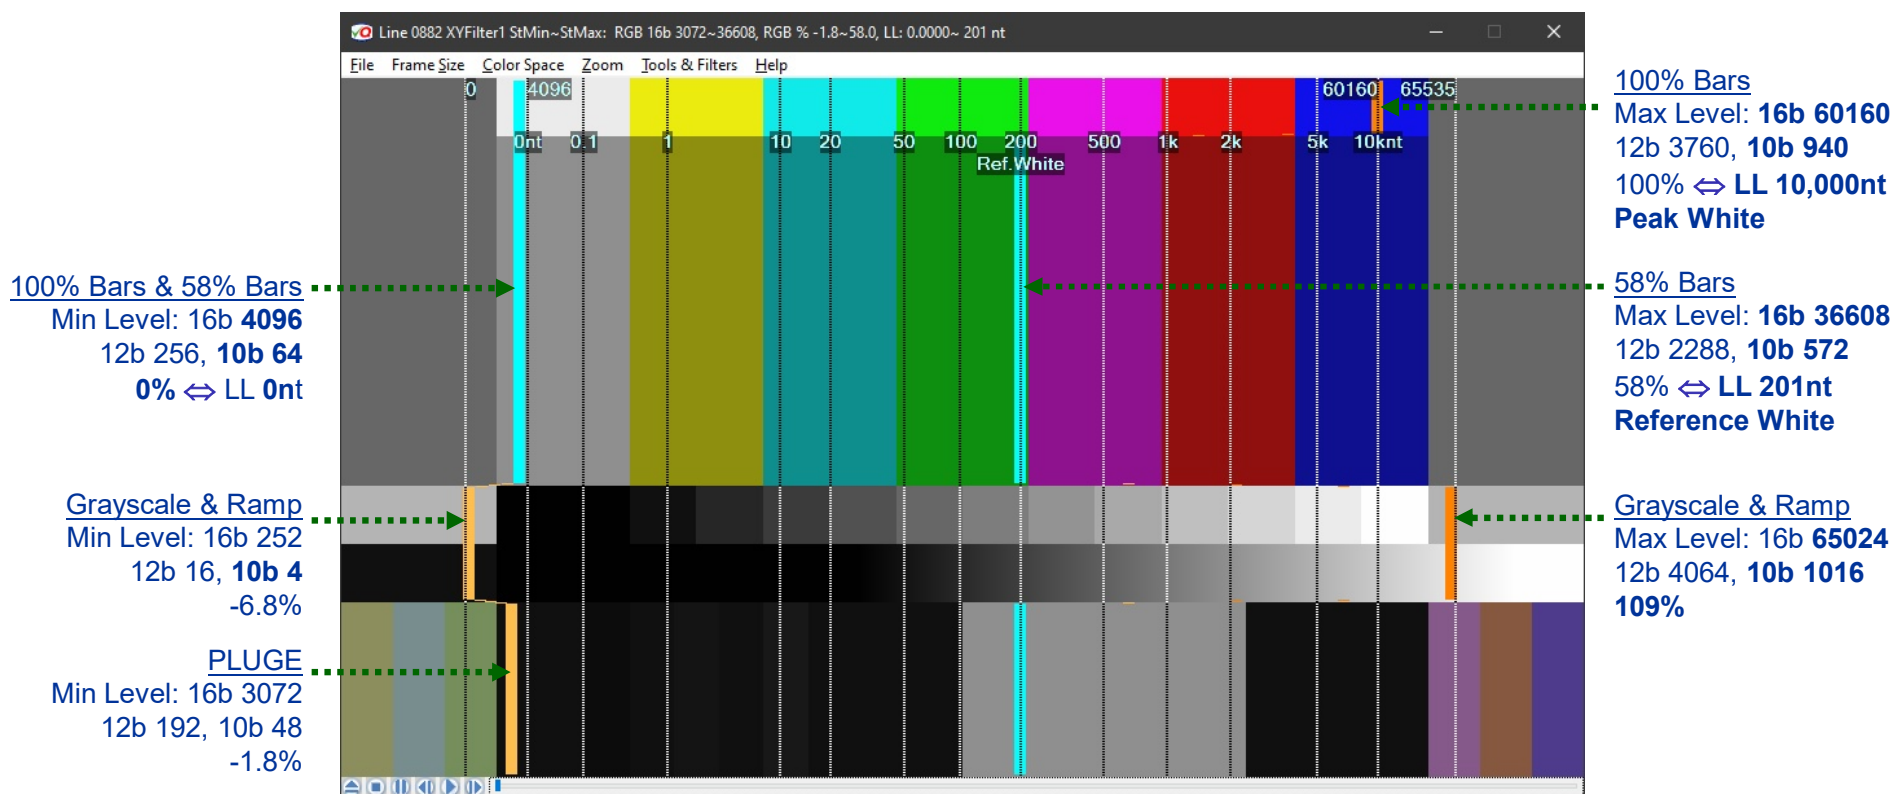 Line 0882 XYFilter1 StMin~StMax: RGB 16b 3072~36608, RGB % -1.8~58.0, LL: 0.0000~ 201 nt
File Frame Size Color Space Zoom Tools & Filters Help
0 4096 60160 65535
0nt 0.1 1 10 20 50 100 200 500 1k 2k 5k 10knt
Ref.White
100% Bars & 58% Bars
Min Level: 16b 4096
12b 256, 10b 64
0% ⇔ LL 0nt
Grayscale & Ramp
Min Level: 16b 252
12b 16, 10b 4
-6.8%
PLUGE
Min Level: 16b 3072
12b 192, 10b 48
-1.8%
100% Bars
Max Level: 16b 60160
12b 3760, 10b 940
100% ⇔ LL 10,000nt
Peak White
58% Bars
Max Level: 16b 36608
12b 2288, 10b 572
58% ⇔ LL 201nt
Reference White
Grayscale & Ramp
Max Level: 16b 65024
12b 4064, 10b 1016
109%